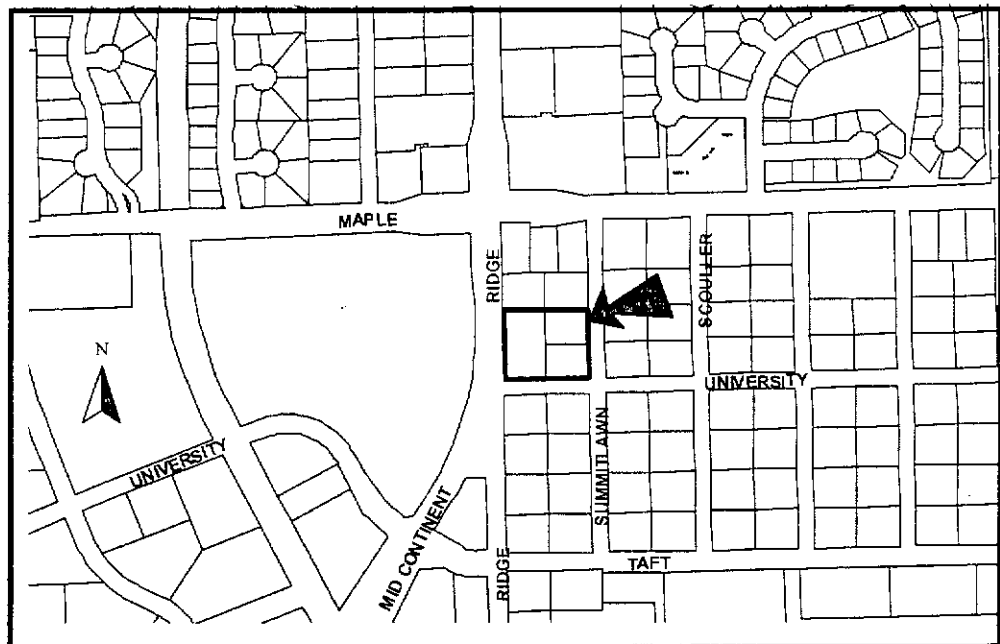 MAPLE
RIDGE
SCOULLER
N
UNIVERSITY
UNIVERSITY
SUMMITLAWN
MID CONTINENT
RIDGE
TAFT